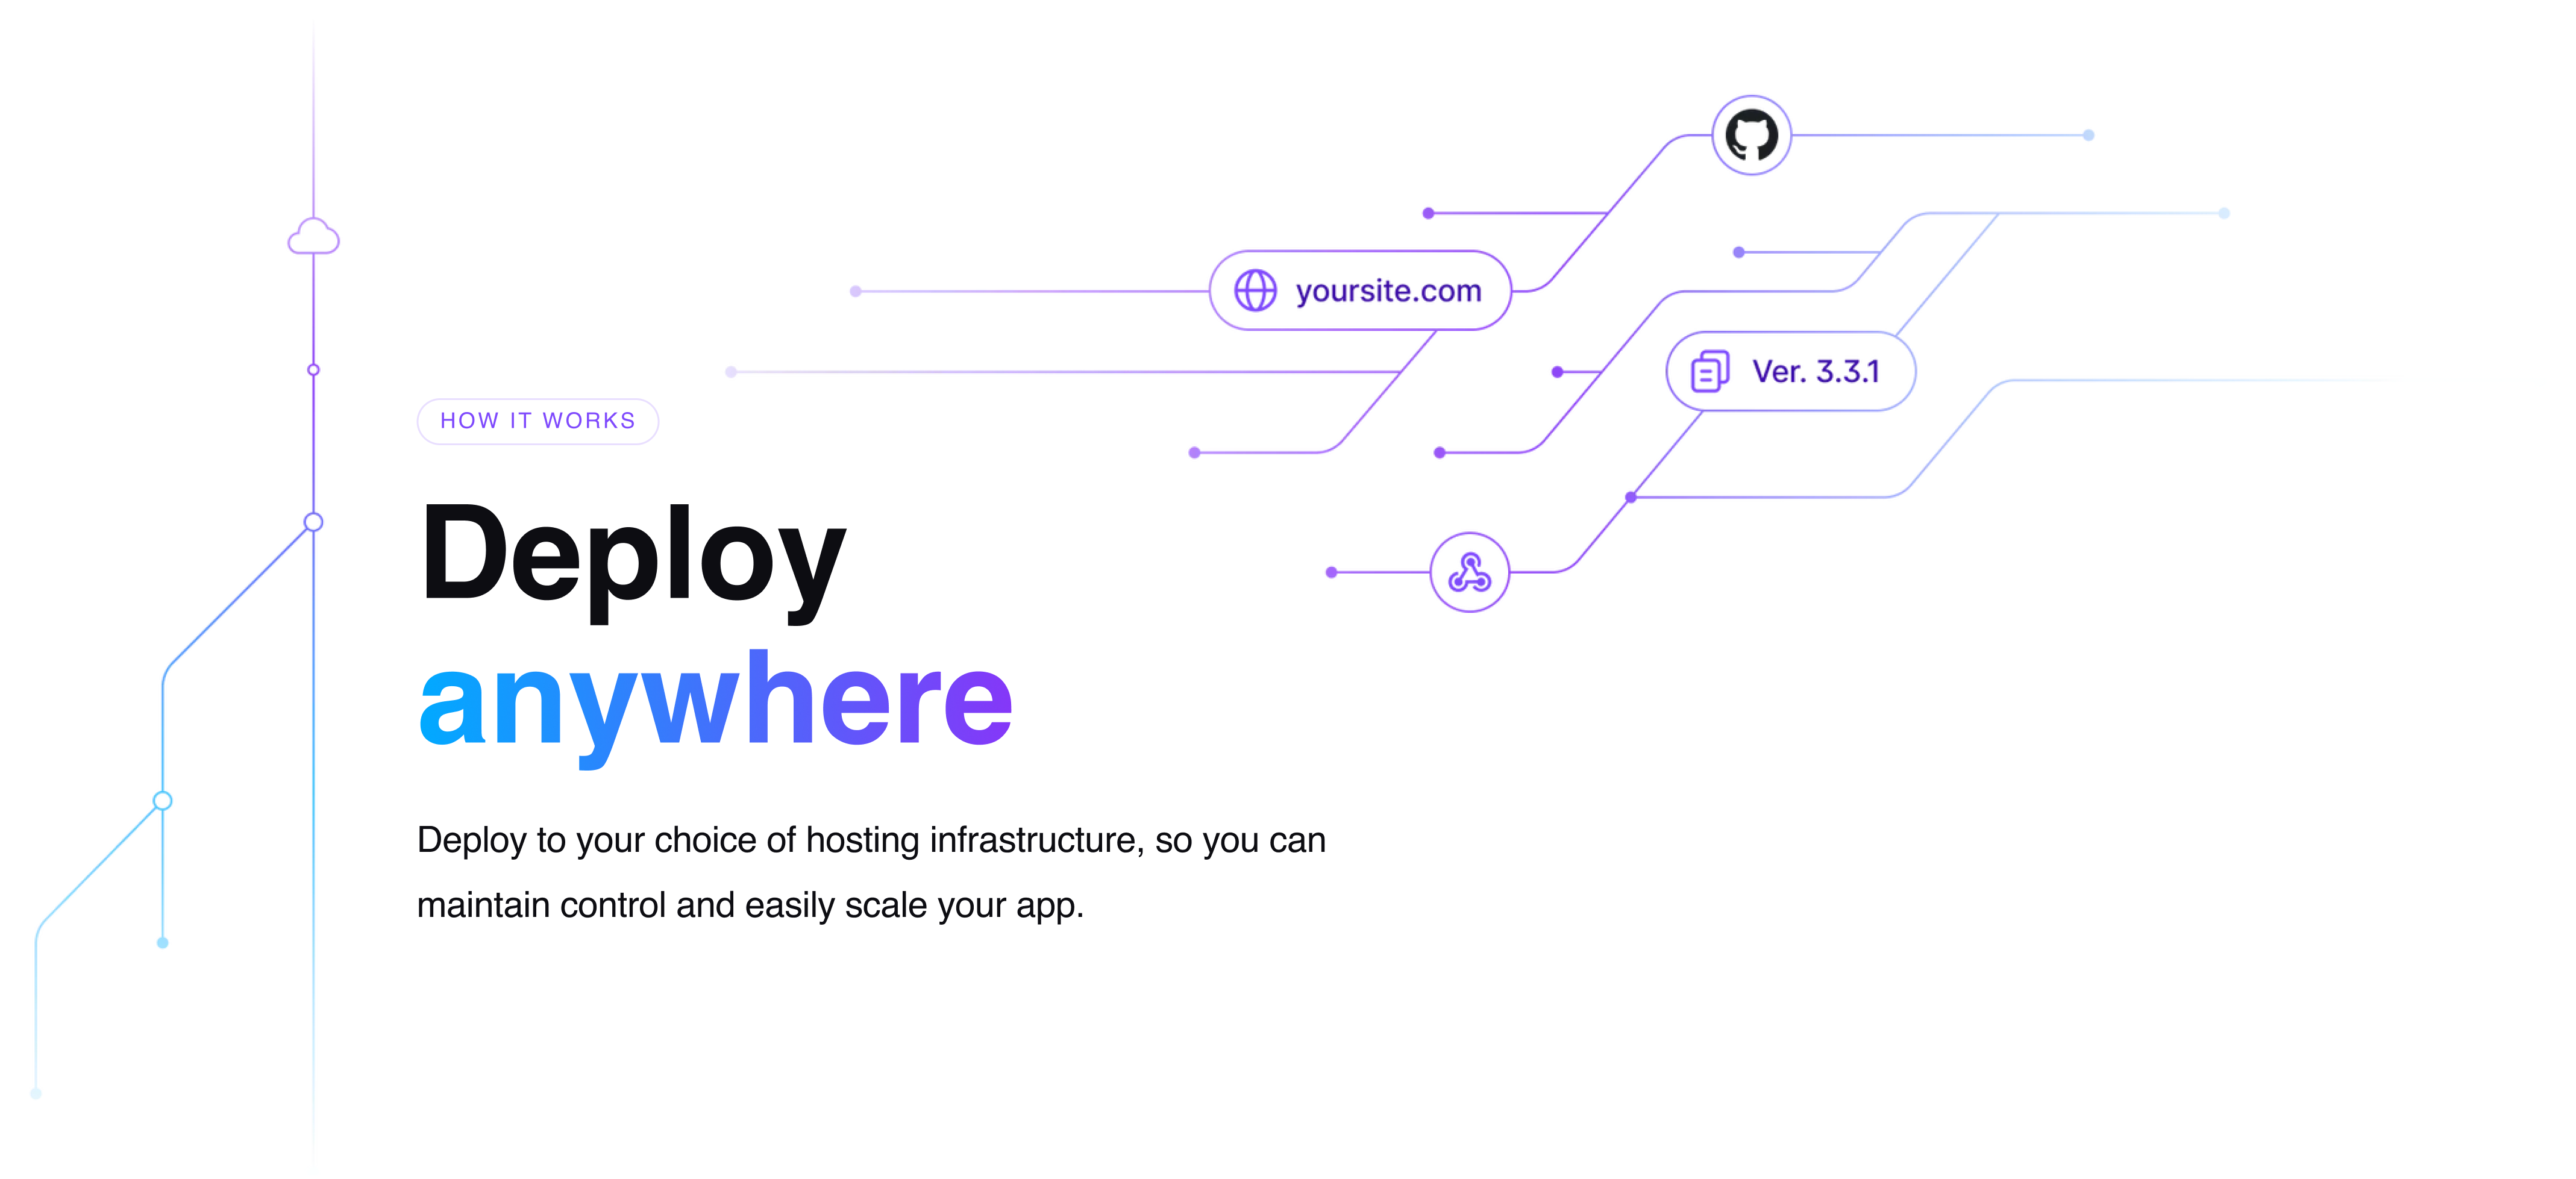 yoursite.com
Ver. 3.3.1
HOW IT WORKS
Deploy
anywhere
Deploy to your choice of hosting infrastructure, so you can
maintain control and easily scale your app.